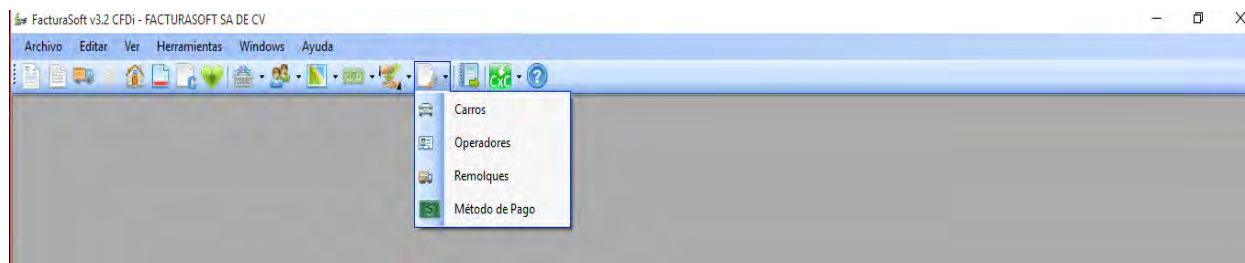 FacturaSoft v3.2 CFDi - FACTURASOFT SA DE CV
Archivo Editar Ver Herramientas Windows Ayuda
CXC
Carros
Operadores
Remolques
Método de Pago